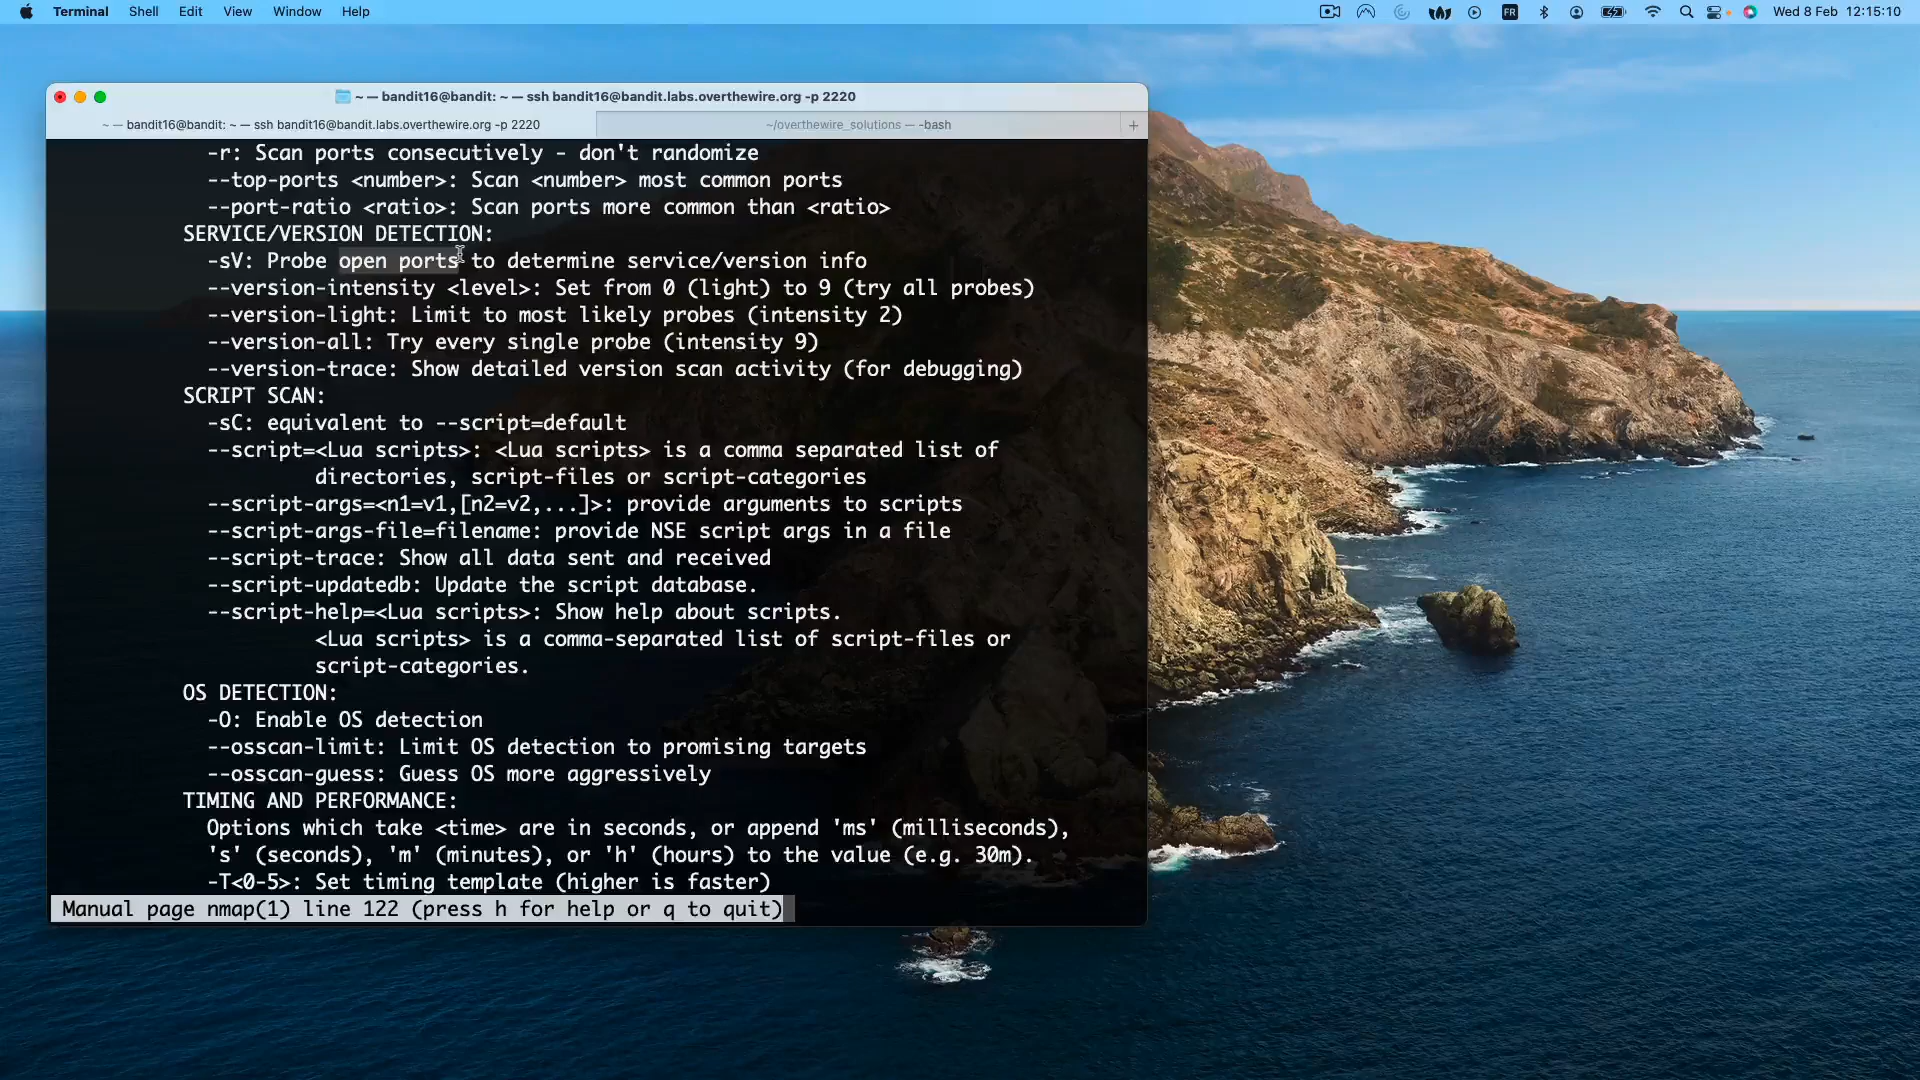 Terminal Shell Edit View Window Help FR Wed 8 Feb 12:15:10
~ — bandit16@bandit: ~ — ssh bandit16@bandit.labs.overthewire.org -p 2220
~ — bandit16@bandit: ~ — ssh bandit16@bandit.labs.overthewire.org -p 2220 ~/overthewire_solutions — -bash +
-r: Scan ports consecutively - don't randomize
--top-ports <number>: Scan <number> most common ports
--port-ratio <ratio>: Scan ports more common than <ratio>
SERVICE/VERSION DETECTION:
-sV: Probe open ports to determine service/version info
--version-intensity <level>: Set from 0 (light) to 9 (try all probes)
--version-light: Limit to most likely probes (intensity 2)
--version-all: Try every single probe (intensity 9)
--version-trace: Show detailed version scan activity (for debugging)
SCRIPT SCAN:
-sC: equivalent to --script=default
--script=<Lua scripts>: <Lua scripts> is a comma separated list of
directories, script-files or script-categories
--script-args=<n1=v1,[n2=v2,...]>: provide arguments to scripts
--script-args-file=filename: provide NSE script args in a file
--script-trace: Show all data sent and received
--script-updatedb: Update the script database.
--script-help=<Lua scripts>: Show help about scripts.
<Lua scripts> is a comma-separated list of script-files or
script-categories.
OS DETECTION:
-O: Enable OS detection
--osscan-limit: Limit OS detection to promising targets
--osscan-guess: Guess OS more aggressively
TIMING AND PERFORMANCE:
Options which take <time> are in seconds, or append 'ms' (milliseconds),
's' (seconds), 'm' (minutes), or 'h' (hours) to the value (e.g. 30m).
-T<0-5>: Set timing template (higher is faster)
Manual page nmap(1) line 122 (press h for help or q to quit)